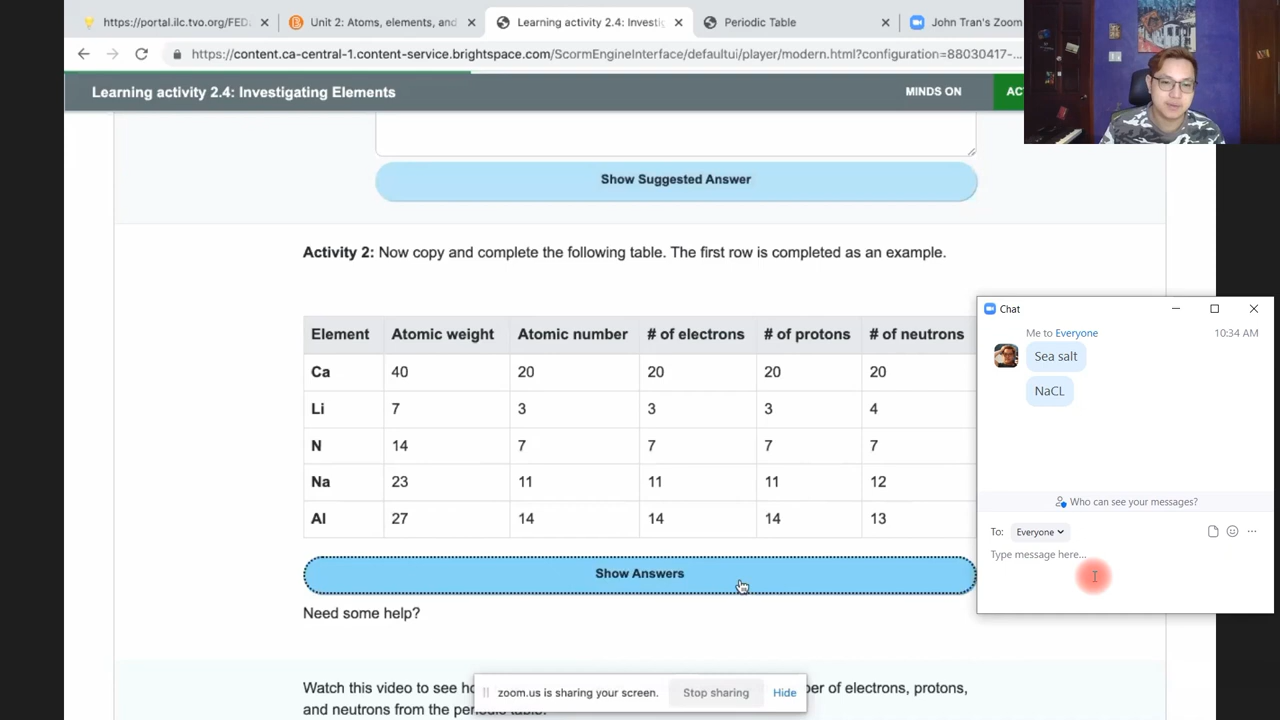 https://portal.ilc.tvo.org/FED
Unit 2: Atoms, elements, and
Learning activity 2.4: Investig
Periodic Table
John Tran's Zoom
https://content.ca-central-1.content-service.brightspace.com/ScormEngineInterface/defaultui/player/modern.html?configuration=88030417-...
Learning activity 2.4: Investigating Elements
MINDS ON
Show Suggested Answer
Activity 2: Now copy and complete the following table. The first row is completed as an example.
Element Atomic weight Atomic number # of electrons # of protons # of neutrons
Ca 40 20 20 20 20
Li 7 3 3 3 4
N 14 7 7 7 7
Na 23 11 11 11 12
Al 27 14 14 14 13
Show Answers
Need some help?
Watch this video to see
er of electrons, protons,
and neutrons from the periodic table.
zoom.us is sharing your screen.
Stop sharing
Hide
Chat
Me to Everyone
10:34 AM
Sea salt
NaCL
Who can see your messages?
To: Everyone
Type message here...